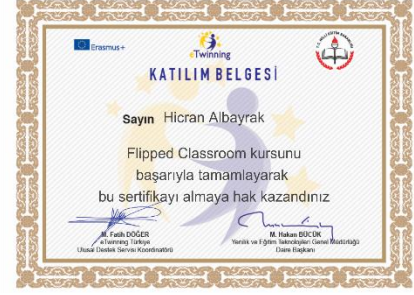 Erasmus+
eTwinning
KATILIM BELGESİ
Sayın Hicran Albayrak
Flipped Classroom kursunu
başarıyla tamamlayarak
bu sertifikayı almaya hak kazandınız
M. Fatih DÖĞER
eTwinning Türkiye
Ulusal Destek Servisi Koordinatörü
M. Hakan BÜCÜK
Yenilik ve Eğitim Teknolojileri Genel Müdürlüğü
Daire Başkanı